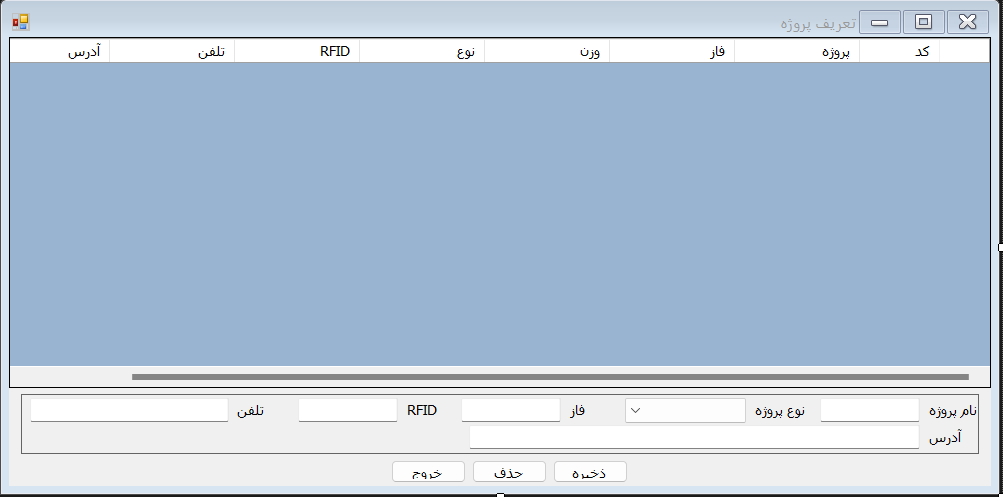 تعریف پروژه
کد پروژه فاز وزن نوع RFID تلفن آدرس
نام پروژه نوع پروژه فاز RFID تلفن
آدرس
ذخیره حذف خروج